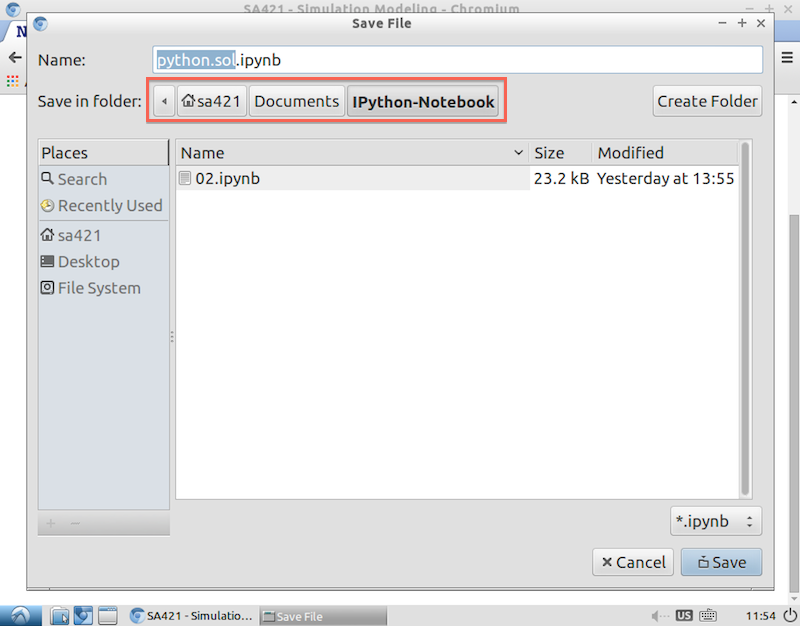 SA421 - Simulation Modeling - Chromium
Save File
N
Name: python.sol.ipynb
Save in folder: sa421 Documents IPython-Notebook Create Folder
Places Name Size Modified
Search 02.ipynb 23.2 kB Yesterday at 13:55
Recently Used
sa421
Desktop
File System
*.ipynb
Cancel Save
SA421 - Simulatio... Save File US 11:54